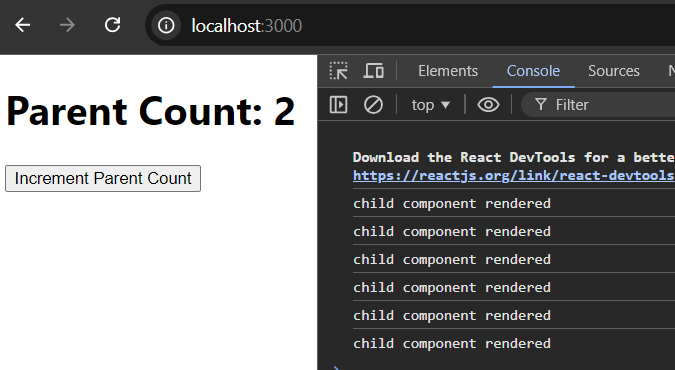 localhost:3000
Parent Count: 2
Increment Parent Count
Elements Console Sources
top Filter
Download the React DevTools for a bette
https://reactjs.org/link/react-devtools
child component rendered
child component rendered
child component rendered
child component rendered
child component rendered
child component rendered